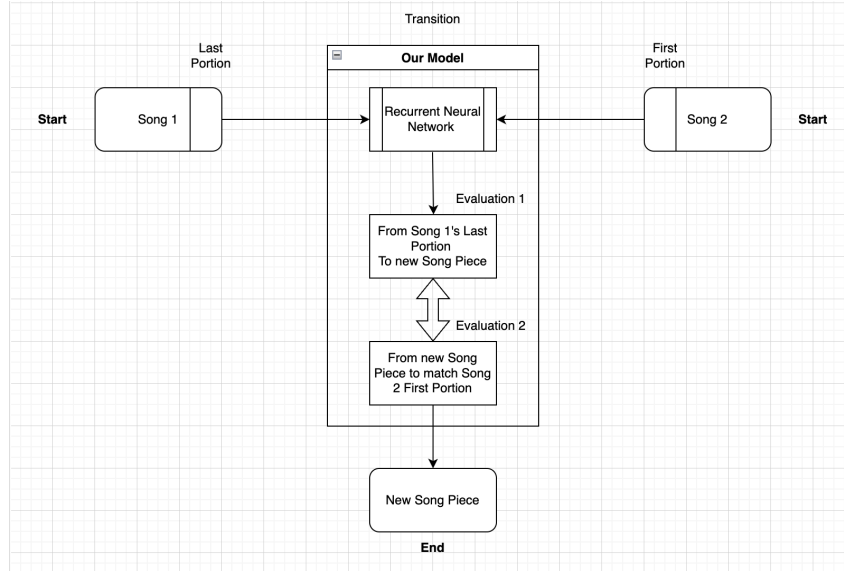 Transition
Last
Portion
First
Portion
Our Model
Start
Song 1
Recurrent Neural
Network
Song 2
Start
Evaluation 1
From Song 1's Last
Portion
To new Song Piece
Evaluation 2
From new Song
Piece to match Song
2 First Portion
New Song Piece
End